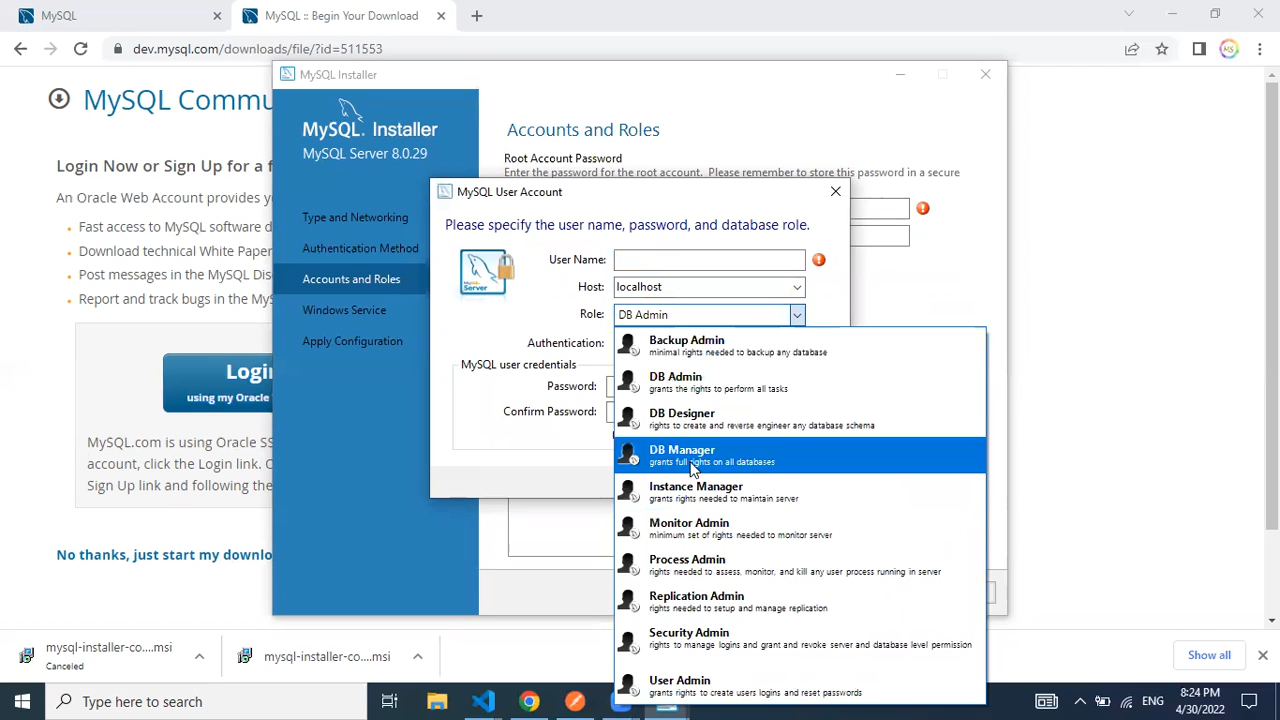 MySQL
MySQL :: Begin Your Download
dev.mysql.com/downloads/file/?id=511553
MySQL Commu
Login Now or Sign Up for a f
An Oracle Web Account provides yo
Fast access to MySQL software d
Download technical White Paper
Post messages in the MySQL Dis
Report and track bugs in the My
Login
using my Oracle
MySQL.com is using Oracle SS
account, click the Login link. C
Sign Up link and following the
No thanks, just start my downlo
MySQL Installer
MySQL. Installer
MySQL Server 8.0.29
Type and Networking
Authentication Method
Accounts and Roles
Windows Service
Apply Configuration
Accounts and Roles
Root Account Password
Enter the password for the root account. Please remember to store this password in a secure
MySQL User Account
Please specify the user name, password, and database role.
MySQL
Server
User Name:
Host: localhost
Role: DB Admin
Authentication:
MySQL user credentials
Password:
Confirm Password:
Backup Admin
minimal rights needed to backup any database
DB Admin
grants the rights to perform all tasks
DB Designer
rights to create and reverse engineer any database schema
DB Manager
grants full rights on all databases
Instance Manager
grants rights needed to maintain server
Monitor Admin
minimum set of rights needed to monitor server
Process Admin
rights needed to assess, monitor, and kill any user process running in server
Replication Admin
rights needed to setup and manage replication
Security Admin
rights to manage logins and grant and revoke server and database level permission
User Admin
grants rights to create users logins and reset passwords
mysql-installer-co....msi
Canceled
mysql-installer-co....msi
Show all
Type here to search
ENG
8:24 PM
4/30/2022